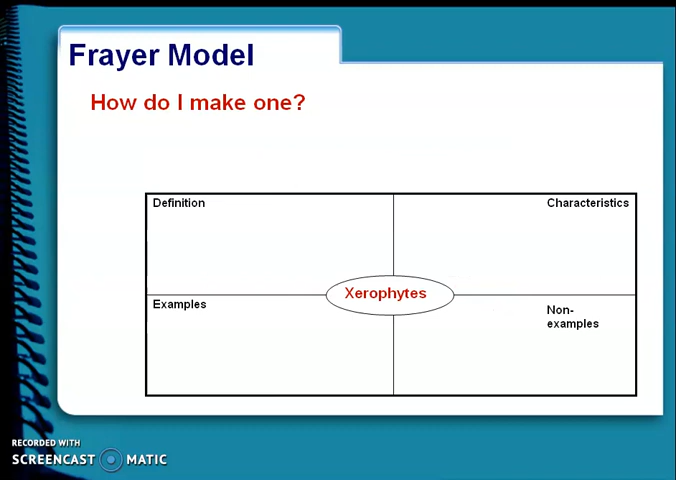 Frayer Model
How do I make one?
Definition
Characteristics
Xerophytes
Examples
Non-
examples
RECORDED WITH
SCREENCAST MATIC